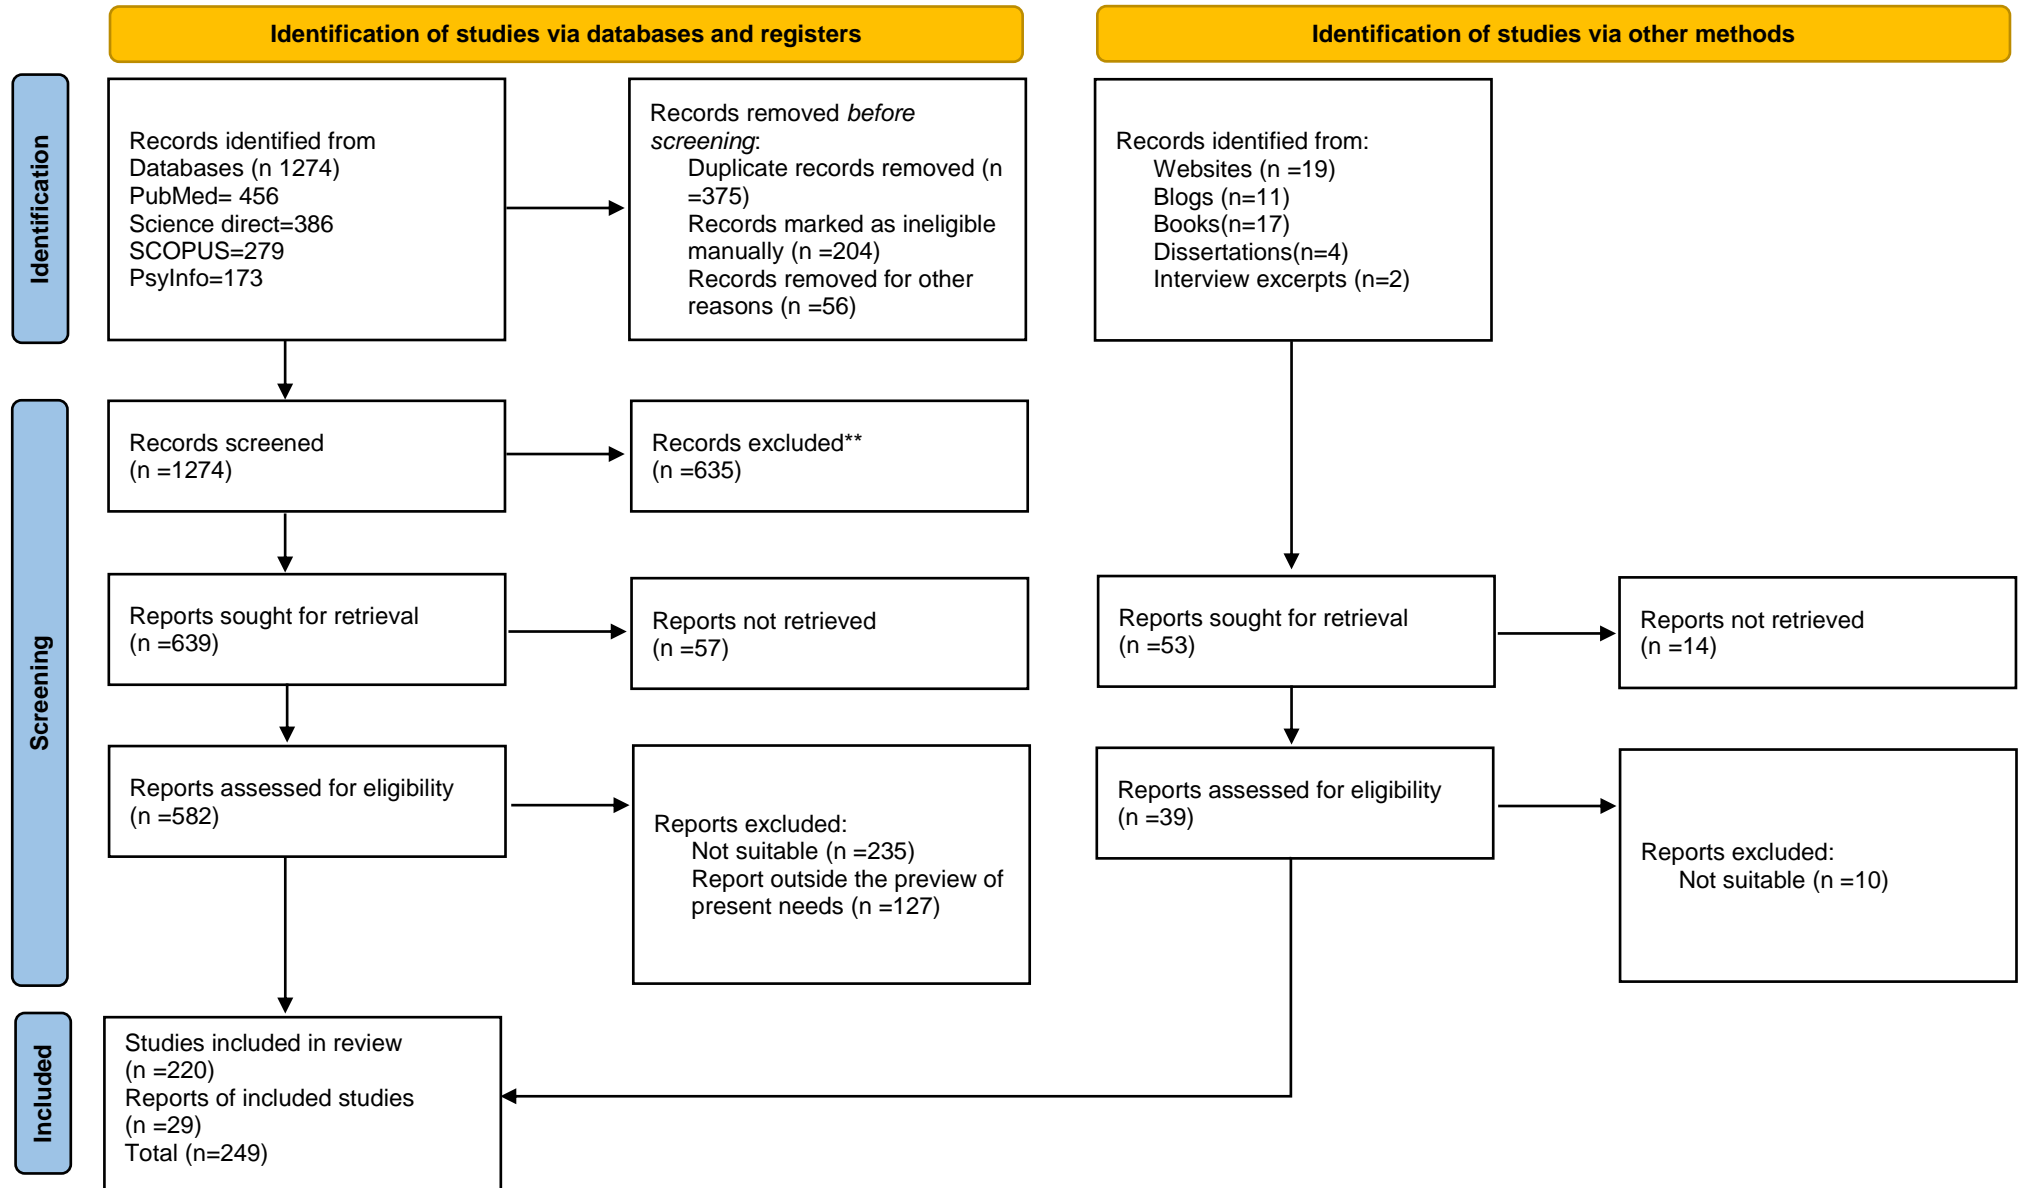 Identification of studies via databases and registers
Identification of studies via other methods
Identification
Records identified from
Databases (n 1274)
PubMed= 456
Science direct=386
SCOPUS=279
PsyInfo=173
Records removed before
screening:
Duplicate records removed (n
=375)
Records marked as ineligible
manually (n =204)
Records removed for other
reasons (n =56)
Records identified from:
Websites (n =19)
Blogs (n=11)
Books(n=17)
Dissertations(n=4)
Interview excerpts (n=2)
Screening
Records screened
(n =1274)
Records excluded**
(n =635)
Reports sought for retrieval
(n =639)
Reports not retrieved
(n =57)
Reports sought for retrieval
(n =53)
Reports not retrieved
(n =14)
Reports assessed for eligibility
(n =582)
Reports excluded:
Not suitable (n =235)
Report outside the preview of
present needs (n =127)
Reports assessed for eligibility
(n =39)
Reports excluded:
Not suitable (n =10)
Included
Studies included in review
(n =220)
Reports of included studies
(n =29)
Total (n=249)